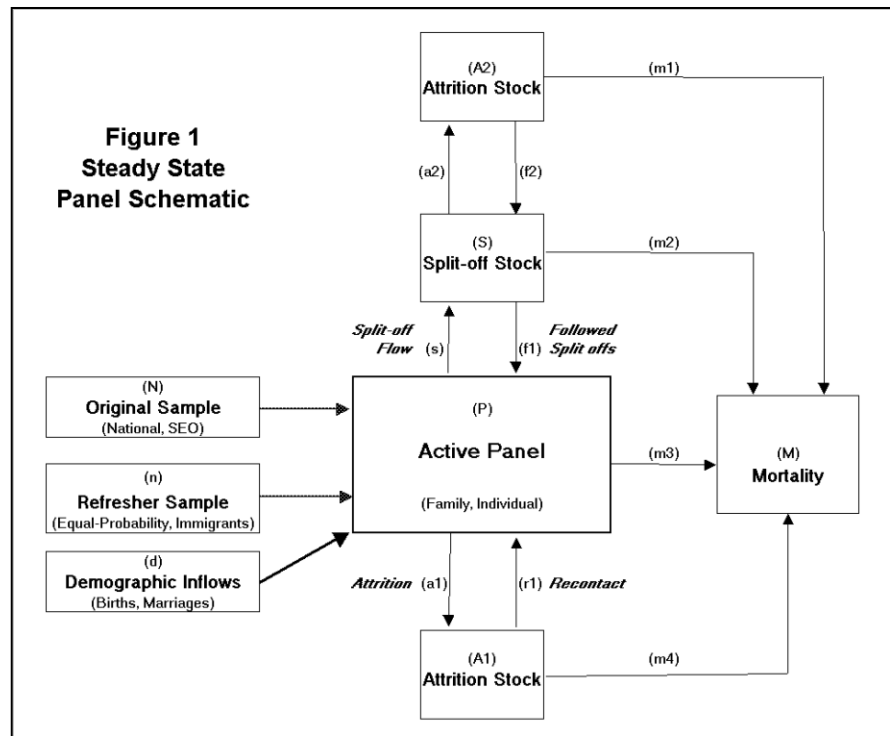 Figure 1
Steady State
Panel Schematic
(A2)
Attrition Stock
(m1)
(a2)
(f2)
(S)
Split-off Stock
(m2)
Split-off
Flow
(s)
(f1)
Followed
Split offs
(N)
Original Sample
(National, SEO)
(n)
Refresher Sample
(Equal-Probability, Immigrants)
(d)
Demographic Inflows
(Births, Marriages)
(P)
Active Panel
(Family, Individual)
(m3)
(M)
Mortality
Attrition
(a1)
(r1)
Recontact
(A1)
Attrition Stock
(m4)